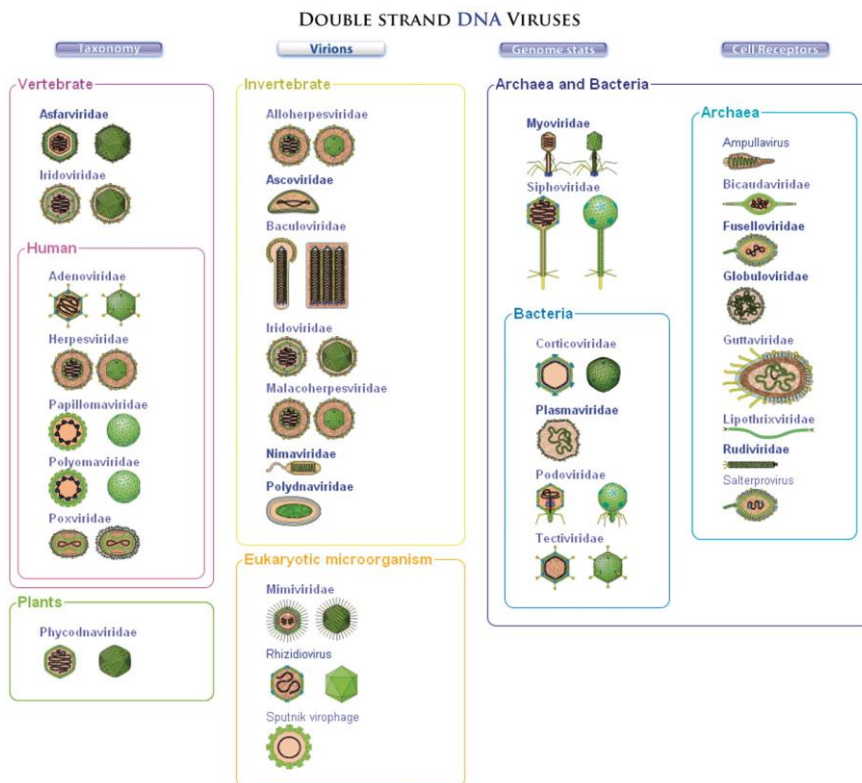 DOUBLE STRAND DNA VIRUSES
Taxonomy
Virions
Genome stats
Cell Receptors
Vertebrate
Asfarviridae
Iridoviridae
Human
Adenoviridae
Herpesviridae
Papillomaviridae
Polyomaviridae
Poxviridae
Plants
Phycodnaviridae
Invertebrate
Alloherpesviridae
Ascoviridae
Baculoviridae
Iridoviridae
Malacoherpesviridae
Nimaviridae
Polydnaviridae
Eukaryotic microorganism
Mimiviridae
Rhizidiovirus
Sputnik virophage
Archaea and Bacteria
Myoviridae
Siphoviridae
Bacteria
Corticoviridae
Plasmaviridae
Podoviridae
Tectiviridae
Archaea
Ampullavirus
Bicaudaviridae
Fuselloviridae
Globuloviridae
Guttaviridae
Lipothrixviridae
Rudiviridae
Salterprovirus